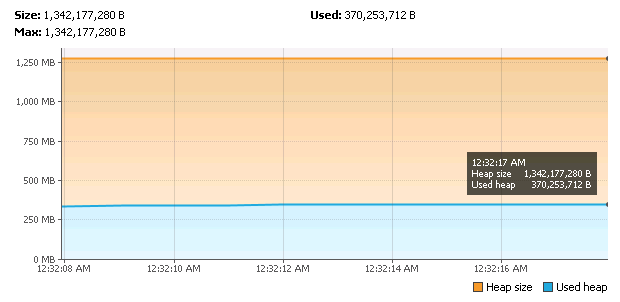 Size: 1,342,177,280 B Used: 370,253,712 B
Max: 1,342,177,280 B
1,250 MB
1,000 MB
750 MB
500 MB
250 MB
0 MB
12:32:17 AM
Heap size 1,342,177,280 B
Used heap 370,253,712 B
12:32:08 AM 12:32:10 AM 12:32:12 AM 12:32:14 AM 12:32:16 AM
Heap size Used heap